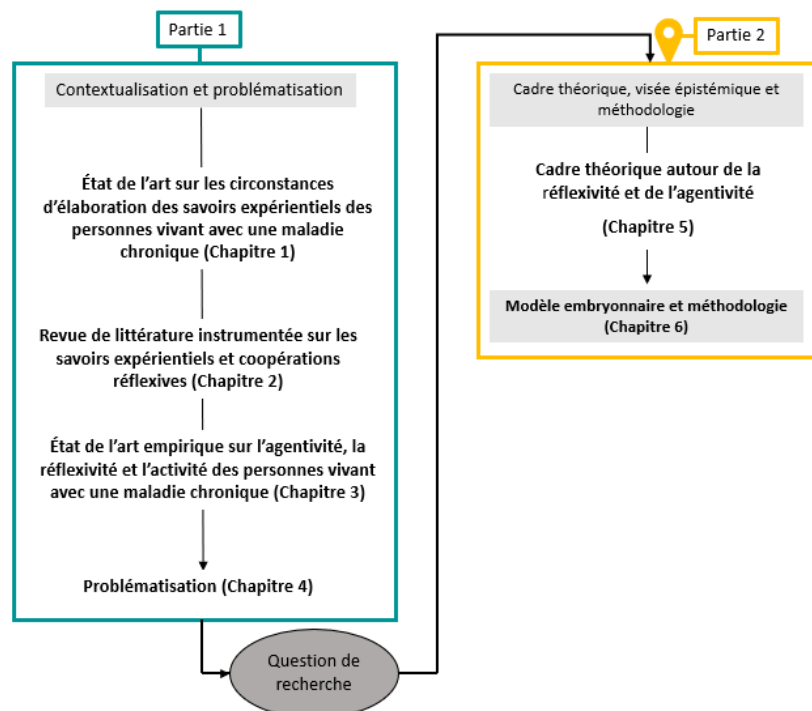 Partie 1
Contextualisation et problématisation
État de l'art sur les circonstances
d'élaboration des savoirs expérientiels des
personnes vivant avec une maladie
chronique (Chapitre 1)
Revue de littérature instrumentée sur les
savoirs expérientiels et coopérations
réflexives (Chapitre 2)
État de l'art empirique sur l'agentivité, la
réflexivité et l'activité des personnes vivant
avec une maladie chronique (Chapitre 3)
Problématisation (Chapitre 4)
Question de
recherche
Partie 2
Cadre théorique, visée épistémique et
méthodologie
Cadre théorique autour de la
réflexivité et de l'agentivité
(Chapitre 5)
Modèle embryonnaire et méthodologie
(Chapitre 6)